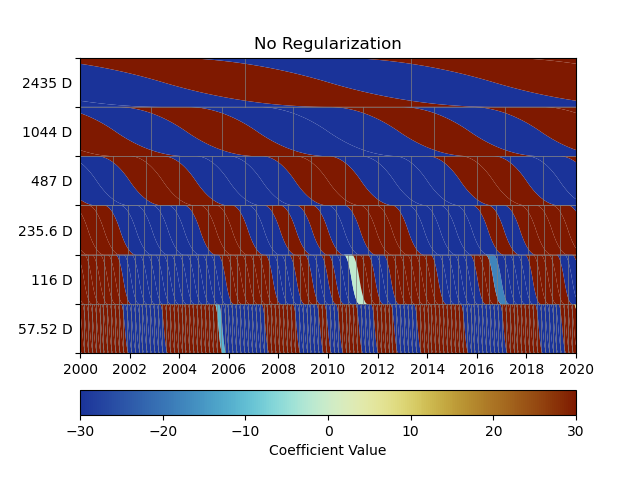 No Regularization
2435 D
1044 D
487 D
235.6 D
116 D
57.52 D
2000 2002 2004 2006 2008 2010 2012 2014 2016 2018 2020
−30 −20 −10 0 10 20 30
Coefficient Value